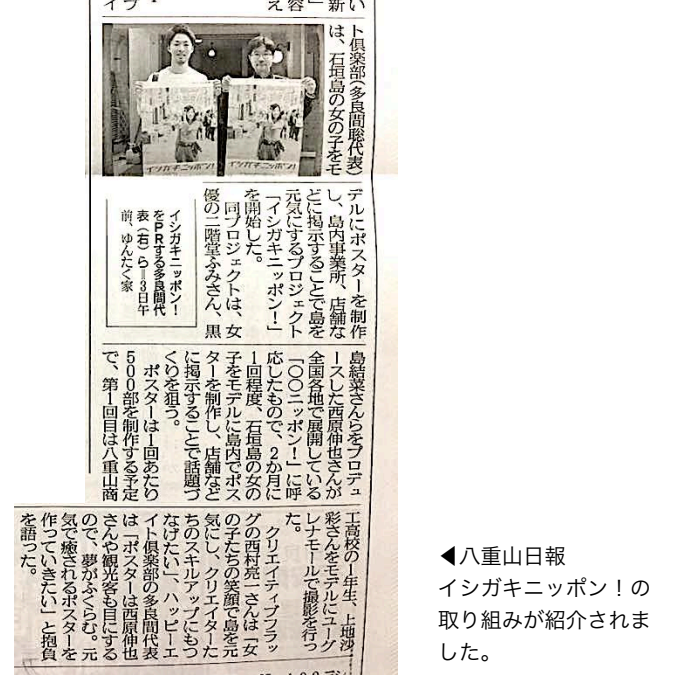 ト俱楽部(多良間聡代表)
は、石垣島の女の子をモ
デルにポスターを制作
し、島内事業所、店舗な
どに掲示することで島を
元気にするプロジェクト
「イシガキニッポン！」
を開始した。
同プロジェクトは、女
優の二階堂ふみさん、黒
島結菜さんらをプロデュ
ースした西原伸也さんが
全国各地で展開している
「〇〇ニッポン！」に呼
応したもので、2か月に
1回程度、石垣島の女の
子をモデルに島内でポス
ターを制作し、店舗など
に掲示することで話題づ
くりを狙う。
ポスターは1回あたり
500部を制作する予定
で、第1回目は八重山商
工高校の1年生、上地沙
彩さんをモデルにユーグ
レナモールで撮影を行っ
た。
クリエイティブフラッ
グの西村亮一さんは「女
の子たちの笑顔で島を元
気にし、クリエイターた
ちのスキルアップにもつ
なげたい」、ハッピーエ
イト俱楽部の多良間代表
は「ポスターは西原伸也
さんや観光客も目にする
ので、夢がふくらむ。元
気で癒されるポスターを
作っていきたい」と抱負
を語った。
イシガキニッポン！
イシガキニッポン！
イシガキニッポン！
をPRする多良間代
表(右)ら＝3日午
前、ゆんたく家
◀八重山日報
イシガキニッポン！の
取り組みが紹介されま
した。